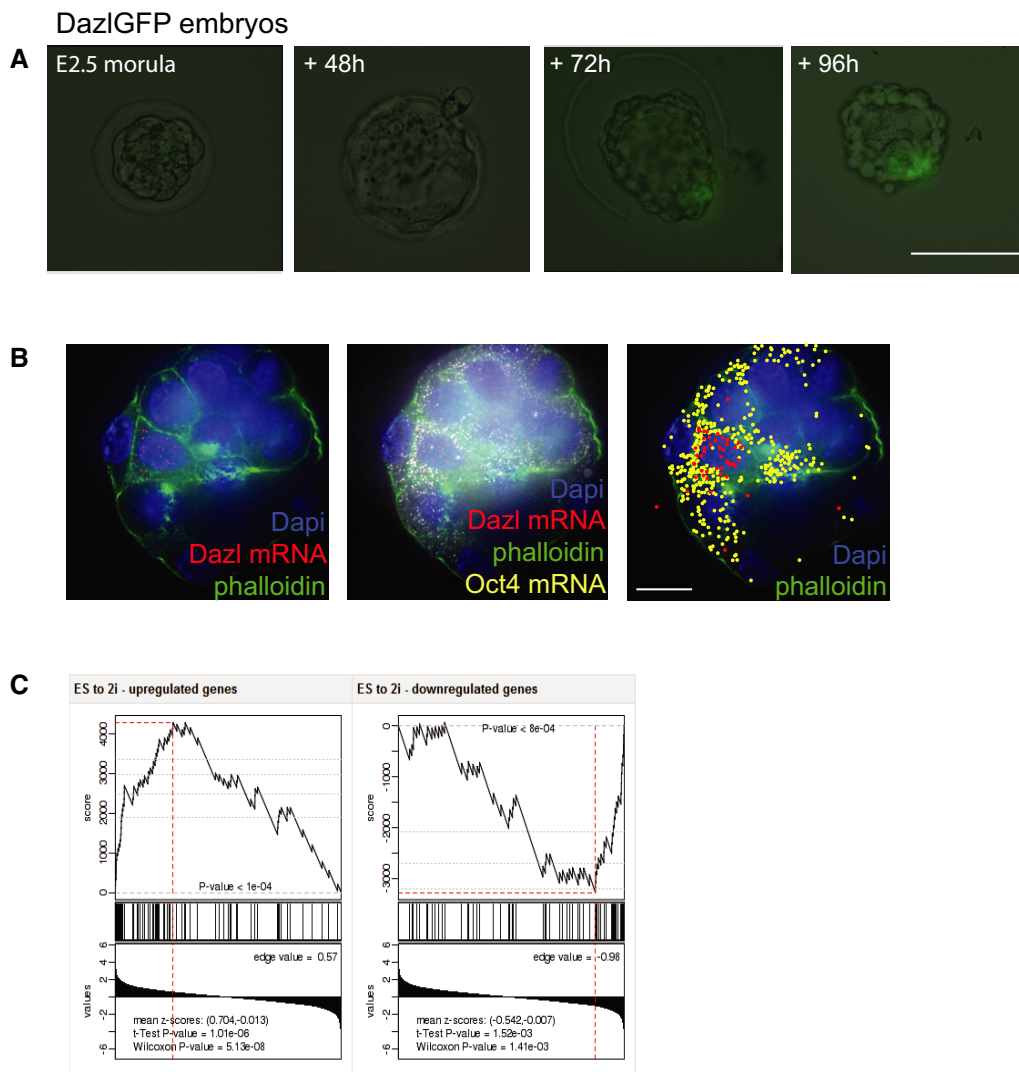 DazlGFP embryos
A
E2.5 morula
+ 48h
+ 72h
+ 96h
B
Dapi
Dazl mRNA
phalloidin
Dapi
Dazl mRNA
phalloidin
Oct4 mRNA
Dapi
phalloidin
C
ES to 2i - upregulated genes
score
4000
3000
2000
1000
0
P-value < 1e-04
values
6
4
2
-2
-6
edge value = 0.57
mean z-scores: (0.704,-0.013)
t-Test P-value = 1.01e-06
Wilcoxon P-value = 5.13e-08
ES to 2i - downregulated genes
score
0
-1000
-2000
-3000
P-value < 8e-04
values
6
4
2
-2
-6
edge value = -0.98
mean z-scores: (-0.542,-0.007)
t-Test P-value = 1.52e-03
Wilcoxon P-value = 1.41e-03